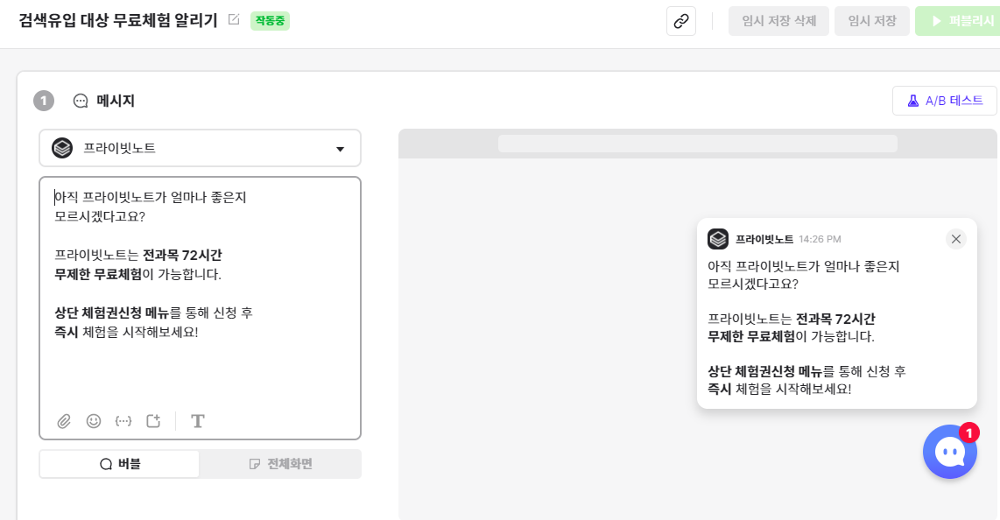 검색유입 대상 무료체험 알리기
작동중
임시 저장 삭제
임시 저장
퍼블리시
1
메시지
A/B 테스트
프라이빗노트
아직 프라이빗노트가 얼마나 좋은지
모르시겠다고요?
프라이빗노트는 전과목 72시간
무제한 무료체험이 가능합니다.
상단 체험권신청 메뉴를 통해 신청 후
즉시 체험을 시작해보세요!
T
버블
전체화면
프라이빗노트 14:26 PM
아직 프라이빗노트가 얼마나 좋은지
모르시겠다고요?
프라이빗노트는 전과목 72시간
무제한 무료체험이 가능합니다.
상단 체험권신청 메뉴를 통해 신청 후
즉시 체험을 시작해보세요!
1